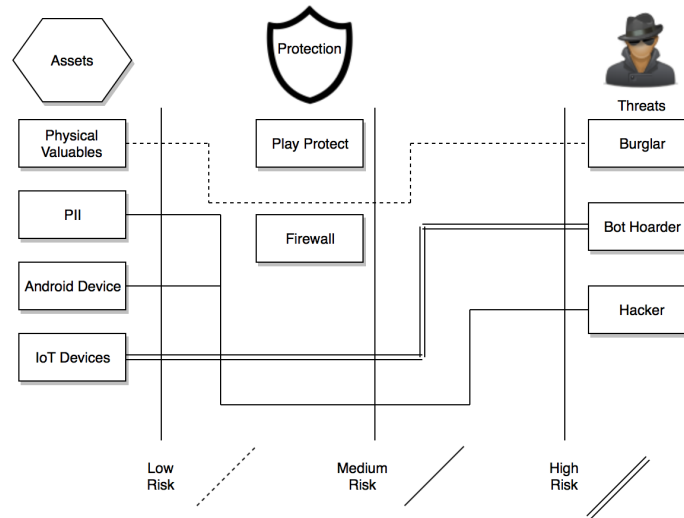 Assets
Protection
Threats
Physical
Valuables
Play Protect
Burglar
PII
Firewall
Bot Hoarder
Android Device
Hacker
IoT Devices
Low
Risk
Medium
Risk
High
Risk